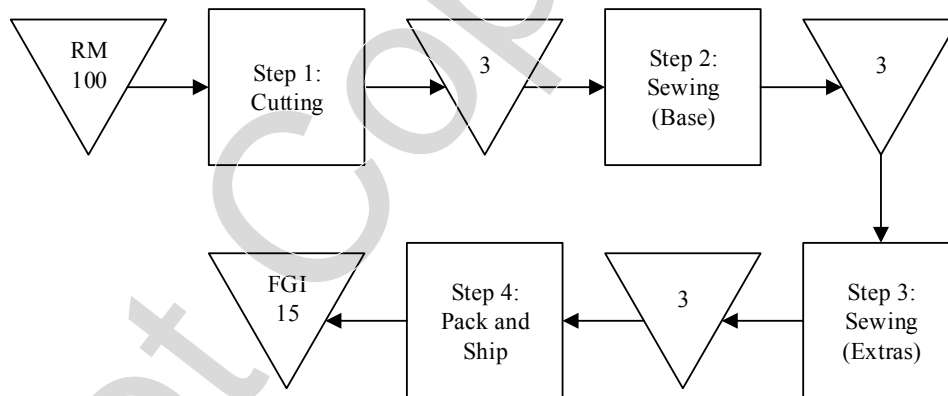 RM
100
Step 1:
Cutting
3
Step 2:
Sewing
(Base)
3
Step 3:
Sewing
(Extras)
3
Step 4:
Pack and
Ship
FGI
15